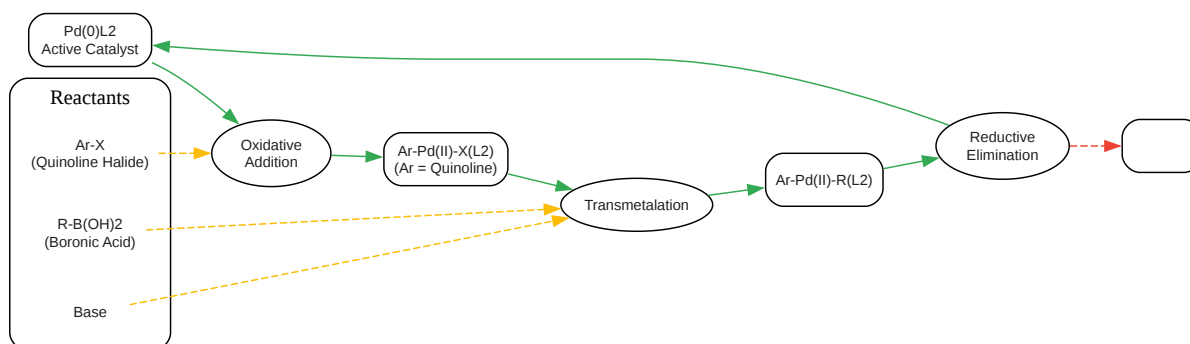 Pd(0)L2
Active Catalyst
Reactants
Ar-X
(Quinoline Halide)
R-B(OH)2
(Boronic Acid)
Base
Oxidative
Addition
Ar-Pd(II)-X(L2)
(Ar = Quinoline)
Transmetalation
Ar-Pd(II)-R(L2)
Reductive
Elimination